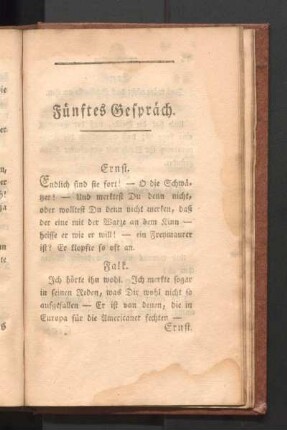 Fünftes Gespräch.
Ernst.
Endlich sind sie fort! — O die Schwä-
tzer! — Und merktest Du denn nicht,
oder wolltest Du denn nicht merken, daß
der eine mit der Warze an dem Kinn —
heisse er wie er will! — ein Freymaurer
ist! Er klopfte so oft an.
Falk.
Ich hörte ihn wohl. Ich merkte sogar
in seinen Reden, was Dir wohl nicht so
aufgefallen — Er ist von denen, die in
Europa für die Americaner fechten —
Ernst.